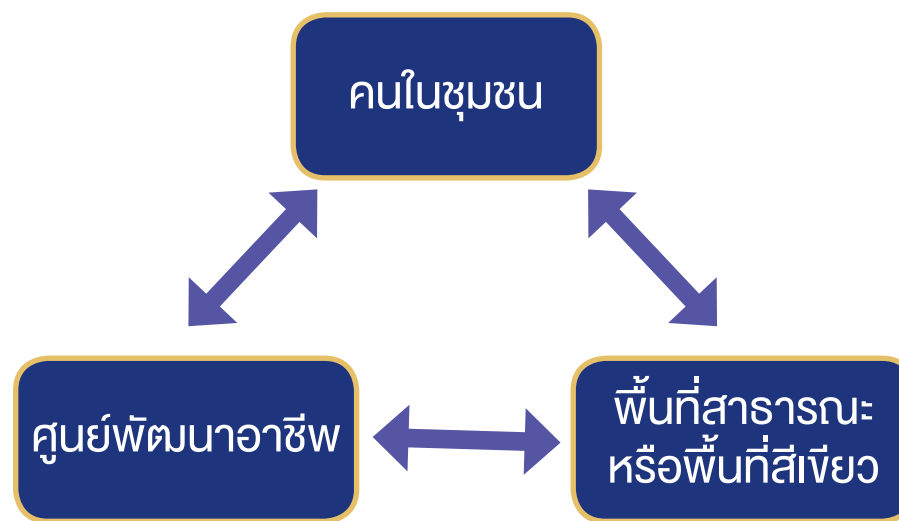 คนในชุมชน
ศูนย์พัฒนาอาชีพ
พื้นที่สาธารณะ
หรือพื้นที่สีเขียว